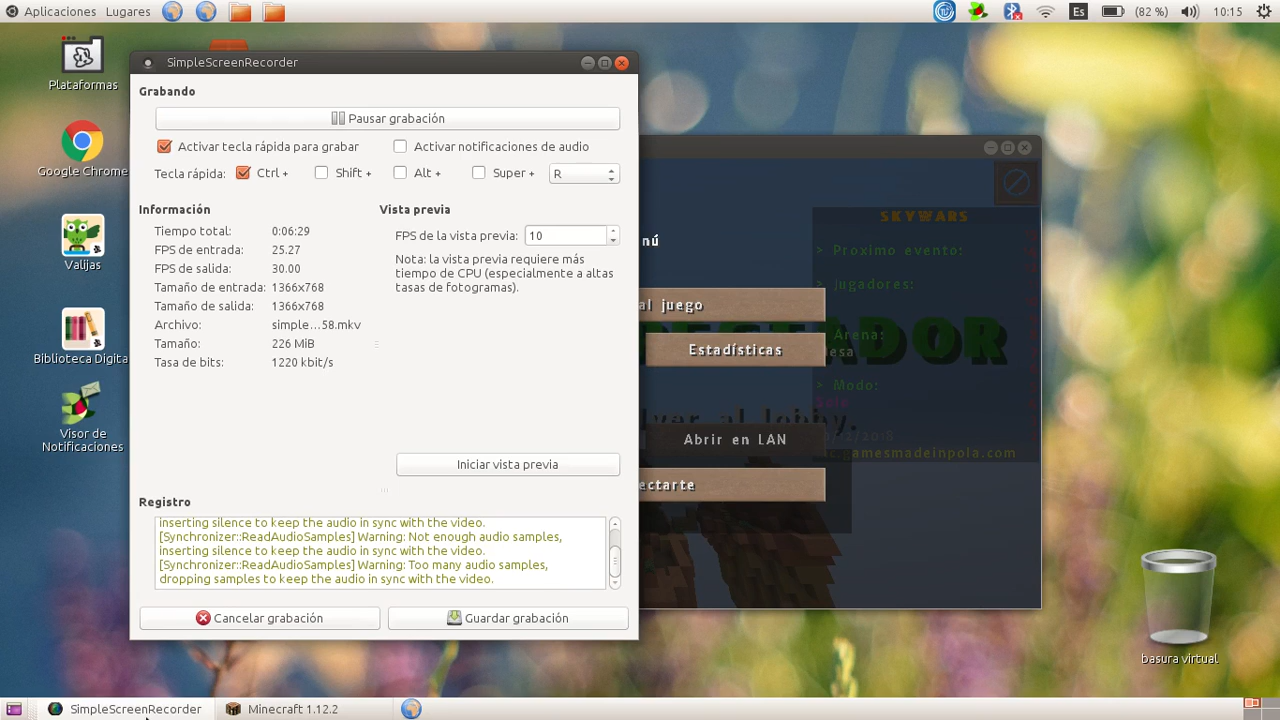 Aplicaciones Lugares
Es (82 %) 10:15
Plataformas
Google Chrome
Valijas
Biblioteca Digita
Visor de
Notificaciones
SimpleScreenRecorder
Grabando
Pausar grabación
Activar tecla rápida para grabar
Activar notificaciones de audio
Tecla rápida: Ctrl + Shift + Alt + Super + R
Información
Tiempo total: 0:06:29
FPS de entrada: 25.27
FPS de salida: 30.00
Tamaño de entrada: 1366x768
Tamaño de salida: 1366x768
Archivo: simple...58.mkv
Tamaño: 226 MiB
Tasa de bits: 1220 kbit/s
Vista previa
FPS de la vista previa: 10
Nota: la vista previa requiere más
tiempo de CPU (especialmente a altas
tasas de fotogramas).
Iniciar vista previa
Registro
inserting silence to keep the audio in sync with the video.
[Synchronizer::ReadAudioSamples] Warning: Not enough audio samples,
inserting silence to keep the audio in sync with the video.
[Synchronizer::ReadAudioSamples] Warning: Too many audio samples,
dropping samples to keep the audio in sync with the video.
Cancelar grabación
Guardar grabación
nú
al juego
Estadísticas
Abrir en LAN
ectarte
SKYWARS
> Proximo evento:
> Jugadores:
Arena:
> Modo:
Solo
lver al lobby.
.gamesmadeinpola.com
basura virtual
SimpleScreenRecorder
Minecraft 1.12.2